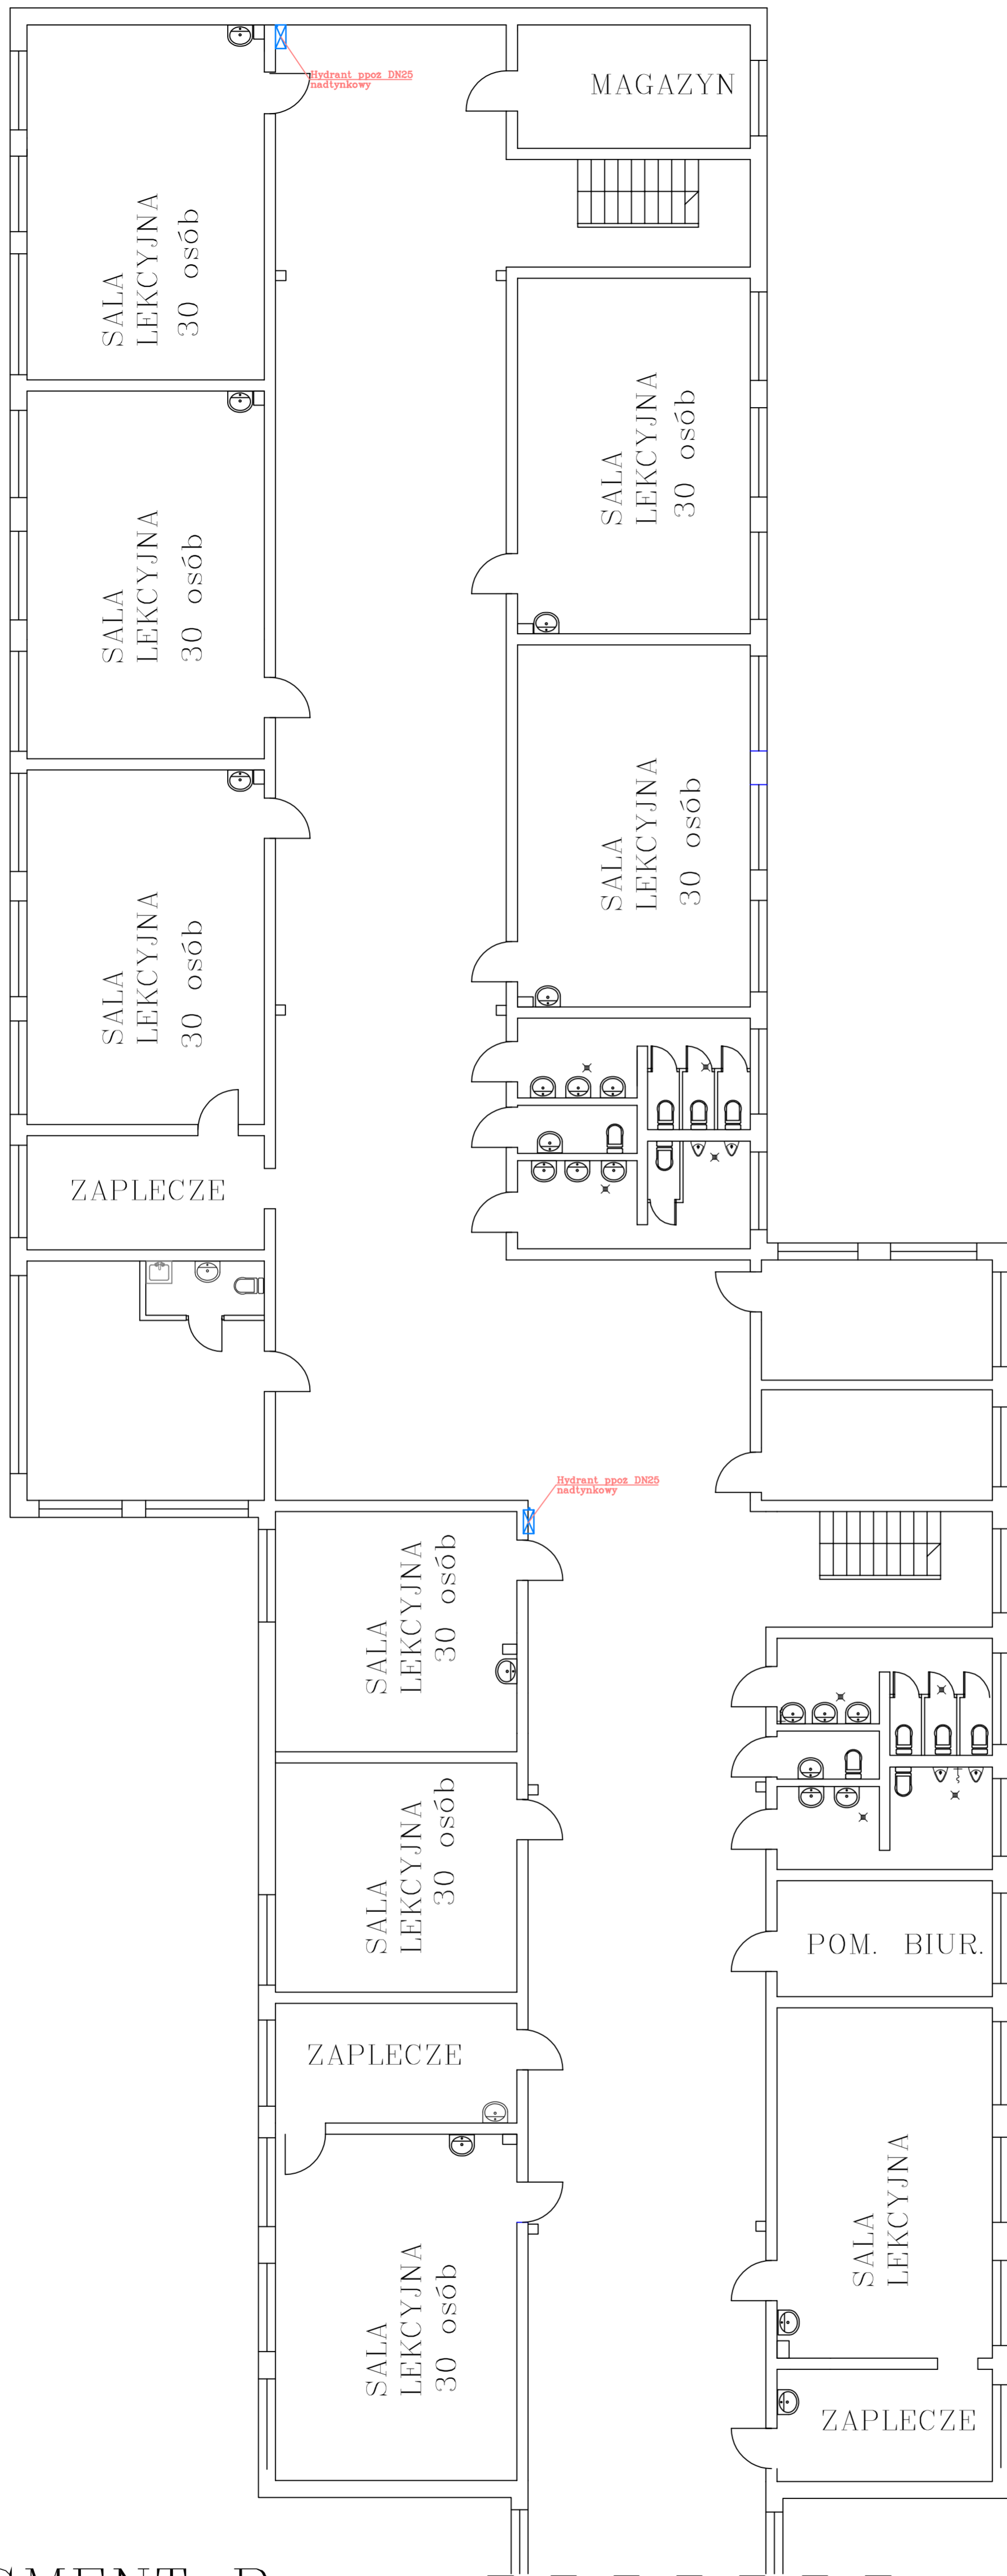 Hydrant ppoz DN25
nadtynkowy
MAGAZYN
SALA
LEKCYJNA
30 osób
SALA
LEKCYJNA
30 osób
SALA
LEKCYJNA
30 osób
SALA
LEKCYJNA
30 osób
SALA
LEKCYJNA
30 osób
ZAPLECZE
Hydrant ppoz DN25
nadtynkowy
SALA
LEKCYJNA
30 osób
SALA
LEKCYJNA
30 osób
POM. BIUR.
ZAPLECZE
SALA
LEKCYJNA
SALA
LEKCYJNA
30 osób
ZAPLECZE